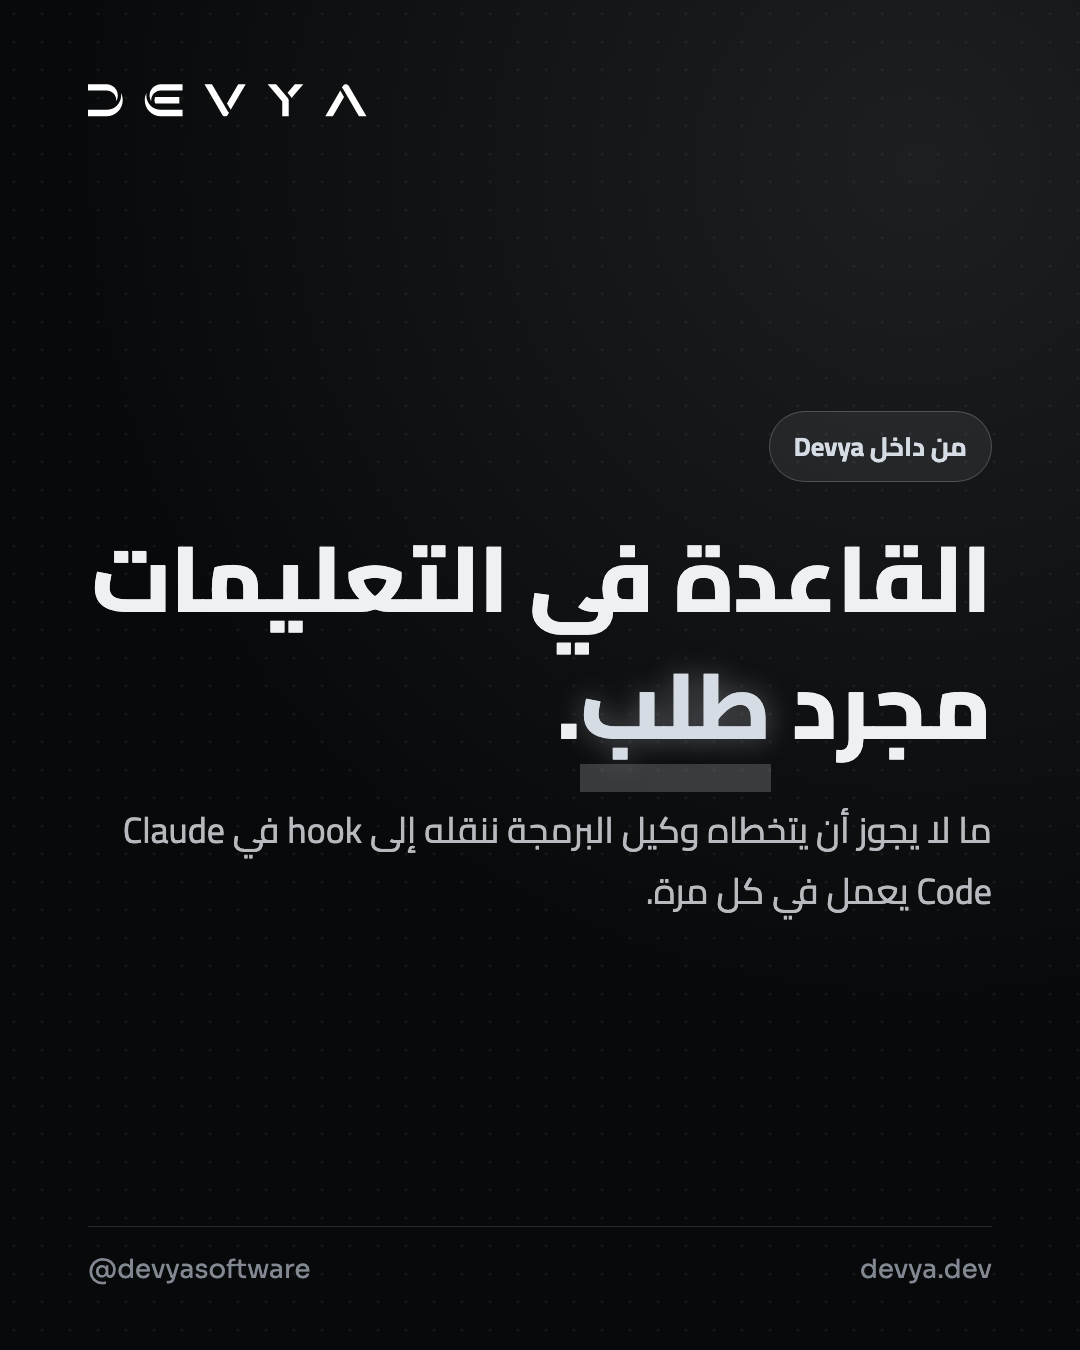 DEVYA
من داخل Devya
القاعدة في التعليمات
مجرد طلب.
ما لا يجوز أن يتخطاه وكيل البرمجة ننقله إلى hook في Claude
Code يعمل في كل مرة.
@devyasoftware
devya.dev